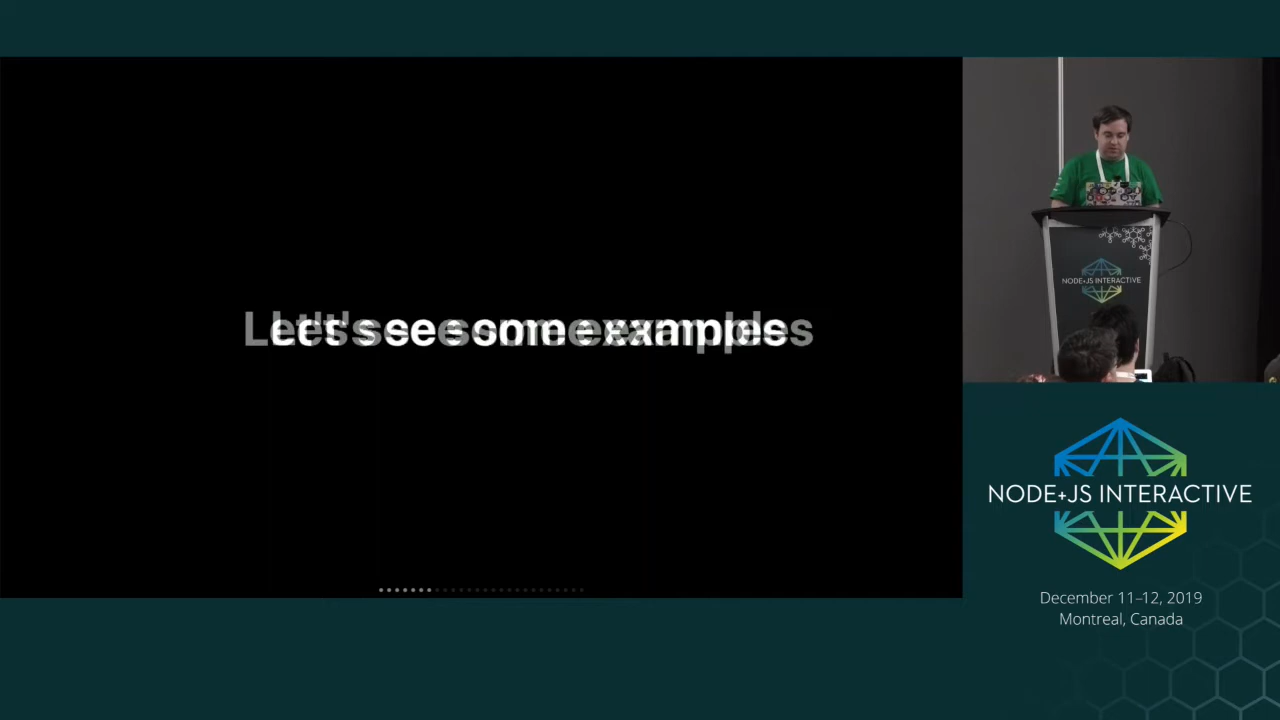 Let's see some examples
NODE+JS INTERACTIVE
NODE+JS INTERACTIVE
December 11–12, 2019
Montreal, Canada